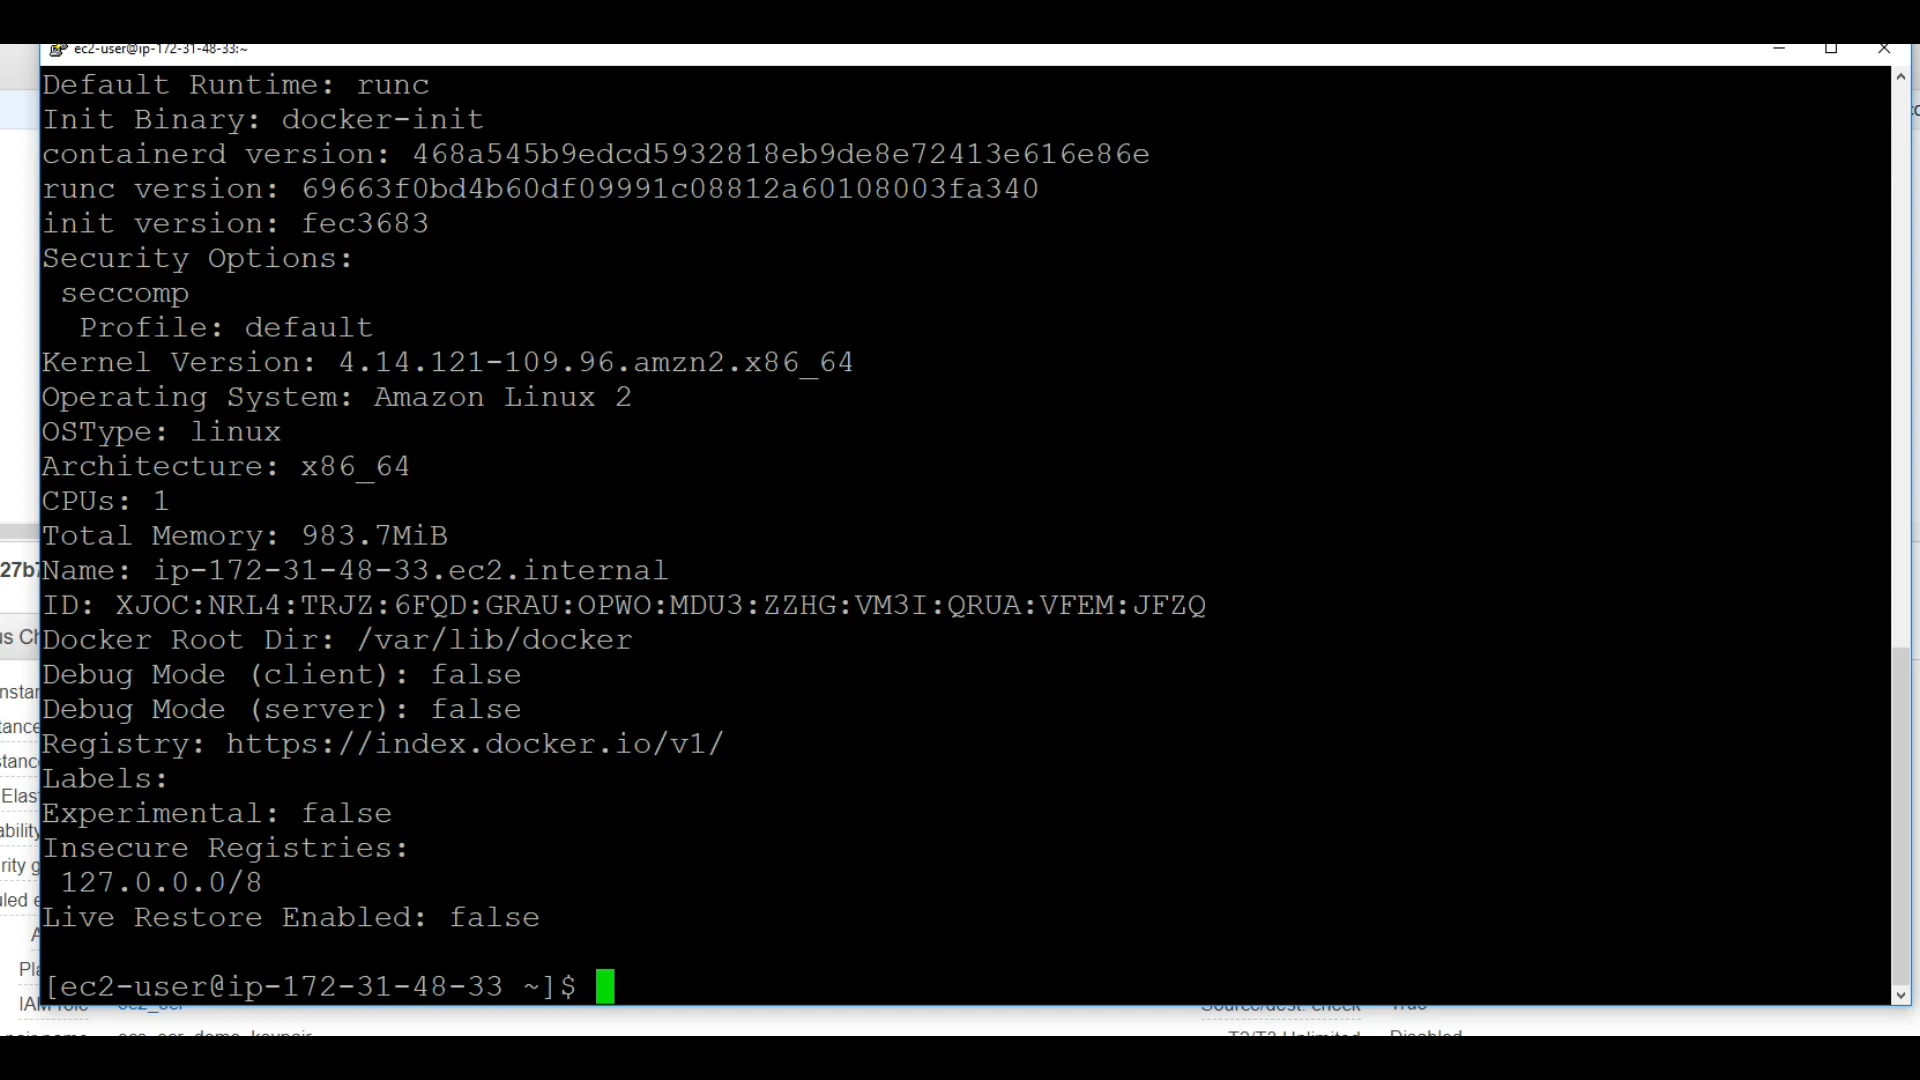 ec2-user@ip-172-31-48-33:~
Default Runtime: runc
Init Binary: docker-init
containerd version: 468a545b9edcd5932818eb9de8e72413e616e86e
runc version: 69663f0bd4b60df09991c08812a60108003fa340
init version: fec3683
Security Options:
 seccomp
  Profile: default
Kernel Version: 4.14.121-109.96.amzn2.x86_64
Operating System: Amazon Linux 2
OSType: linux
Architecture: x86_64
CPUs: 1
Total Memory: 983.7MiB
Name: ip-172-31-48-33.ec2.internal
ID: XJOC:NRL4:TRJZ:6FQD:GRAU:OPWO:MDU3:ZZHG:VM3I:QRUA:VFEM:JFZQ
Docker Root Dir: /var/lib/docker
Debug Mode (client): false
Debug Mode (server): false
Registry: https://index.docker.io/v1/
Labels:
Experimental: false
Insecure Registries:
 127.0.0.0/8
Live Restore Enabled: false
[ec2-user@ip-172-31-48-33 ~]$